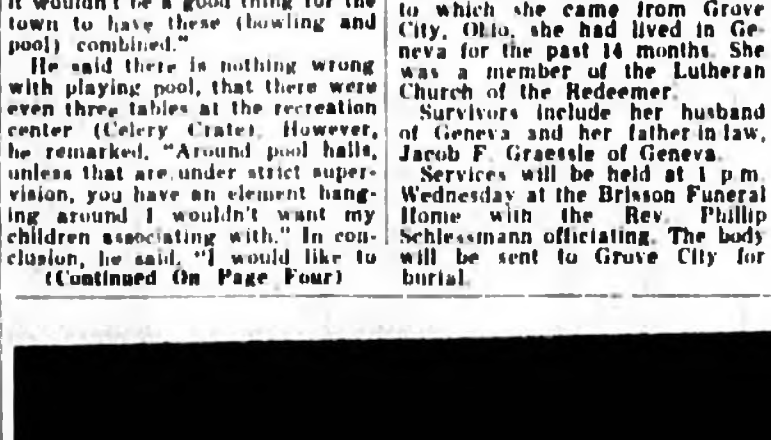 it wouldn't be a good thing for the
town to have these (bowling and
pool) combined."
He said there is nothing wrong
with playing pool, that there were
even three tables at the recreation
center (Celery Crate). However,
he remarked, "Around pool halls,
unless that are under strict super-
vision, you have an element hang-
ing around I wouldn't want my
children associating with." In con-
clusion, he said, "I would like to
(Continued On Page Four)
to which she came from Grove
City, Ohio, she had lived in Ge-
neva for the past 14 months. She
was a member of the Lutheran
Church of the Redeemer.
Survivors include her husband
of Geneva and her father-in-law,
Jacob F. Graessle of Geneva.
Services will be held at 1 p.m.
Wednesday at the Brisson Funeral
Home with the Rev. Phillip
Schlessmann officiating. The body
will be sent to Grove City for
burial.